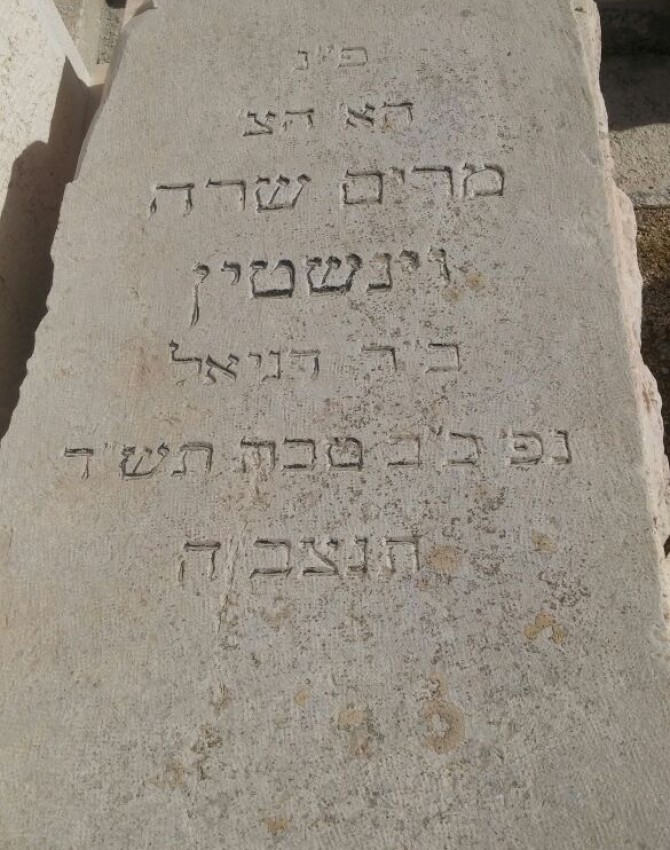 פ"נ
הא' הצ'
מרים שרה
וינשטין
ב"ר דניאל
נפ' כ"ב טבת תש"ד
תנצב"ה